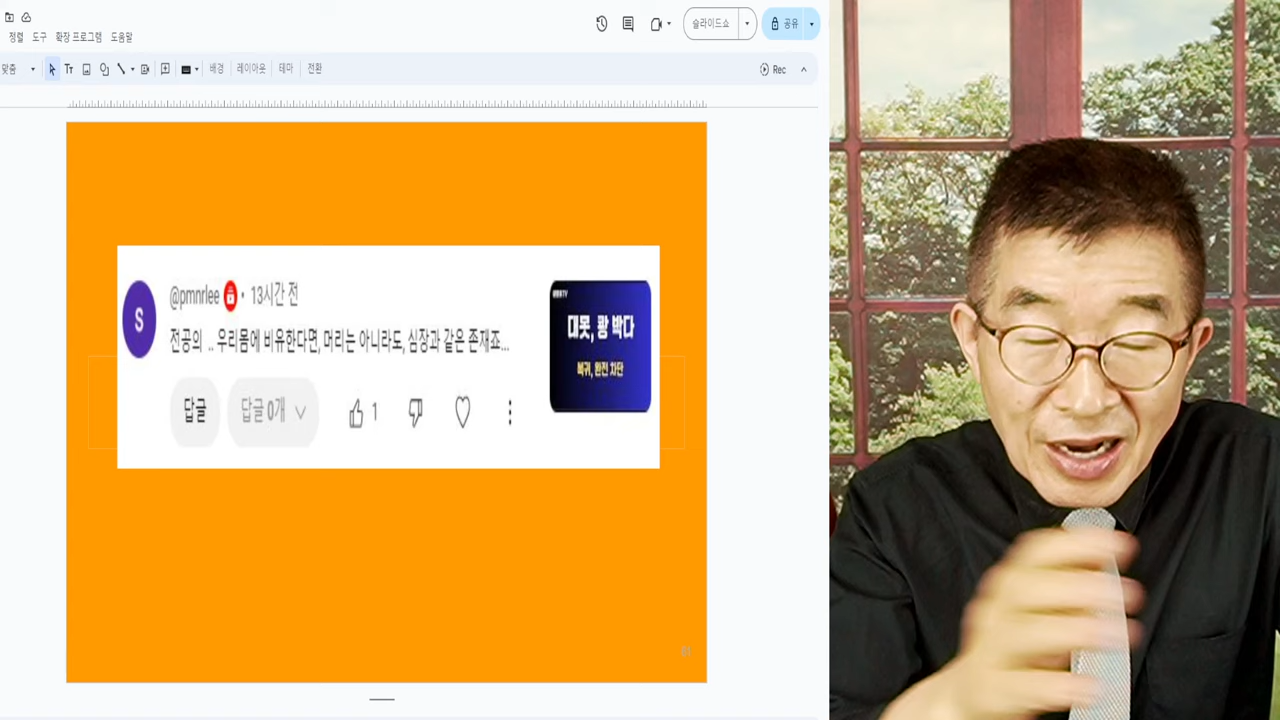 정렬 도구 확장 프로그램 도움말
슬라이드쇼
공유
맞춤
배경 레이아웃 테마 전환
Rec
S
@pmnrlee • 13시간 전
전공의 .. 우리몸에 비유한다면, 머리는 아니라도, 심장과 같은 존재죠...
답글 답글 0개 1
대못, 쾅 박다
복귀, 완전 차단